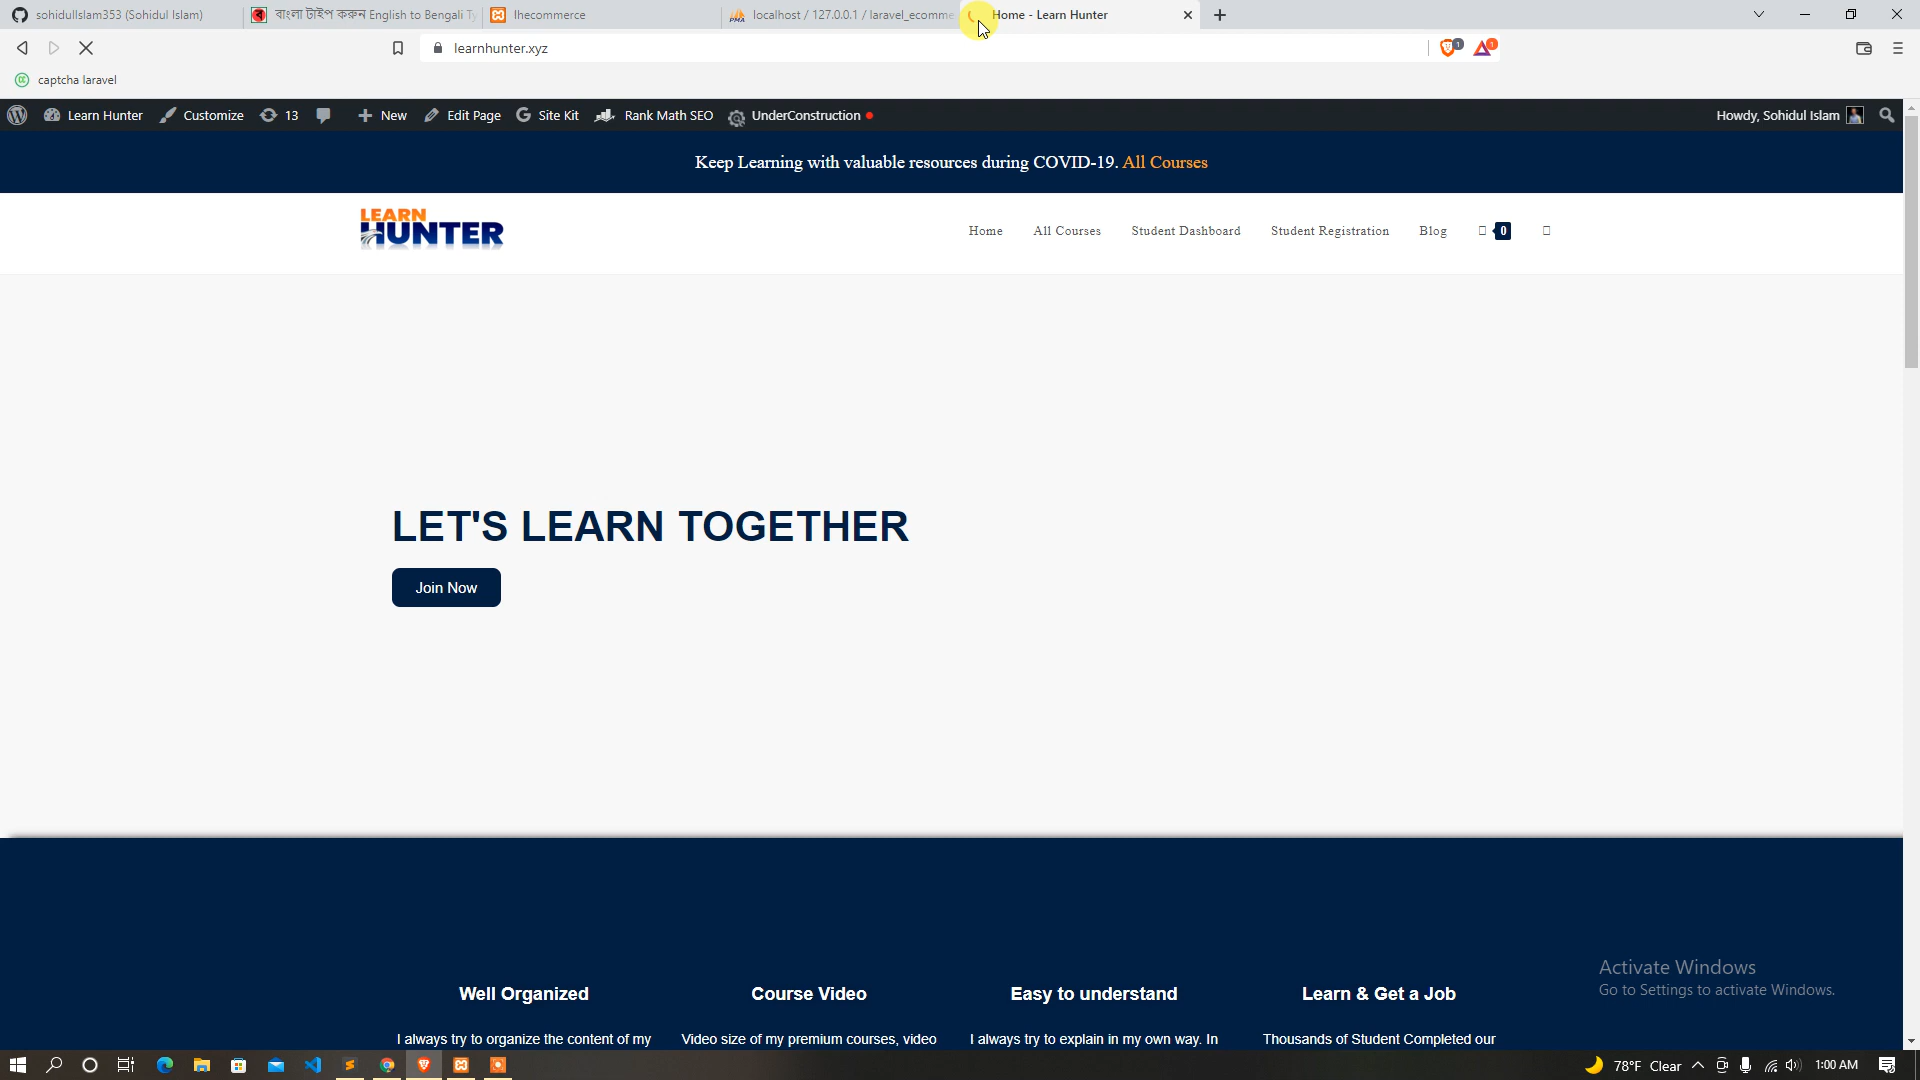 sohidulIslam353 (Sohidul Islam)
বাংলা টাইপ করুন English to Bengali Ty
lhecommerce
localhost / 127.0.0.1 / laravel_ecomme
Home - Learn Hunter
learnhunter.xyz
1
1
captcha laravel
Learn Hunter
Customize
13
New
Edit Page
Site Kit
Rank Math SEO
UnderConstruction
Howdy, Sohidul Islam
Keep Learning with valuable resources during COVID-19. All Courses
LEARN
HUNTER
Home
All Courses
Student Dashboard
Student Registration
Blog
0
LET'S LEARN TOGETHER
Join Now
Well Organized
Course Video
Easy to understand
Learn & Get a Job
I always try to organize the content of my
Video size of my premium courses, video
I always try to explain in my own way. In
Thousands of Student Completed our
Activate Windows
Go to Settings to activate Windows.
78°F Clear
1:00 AM